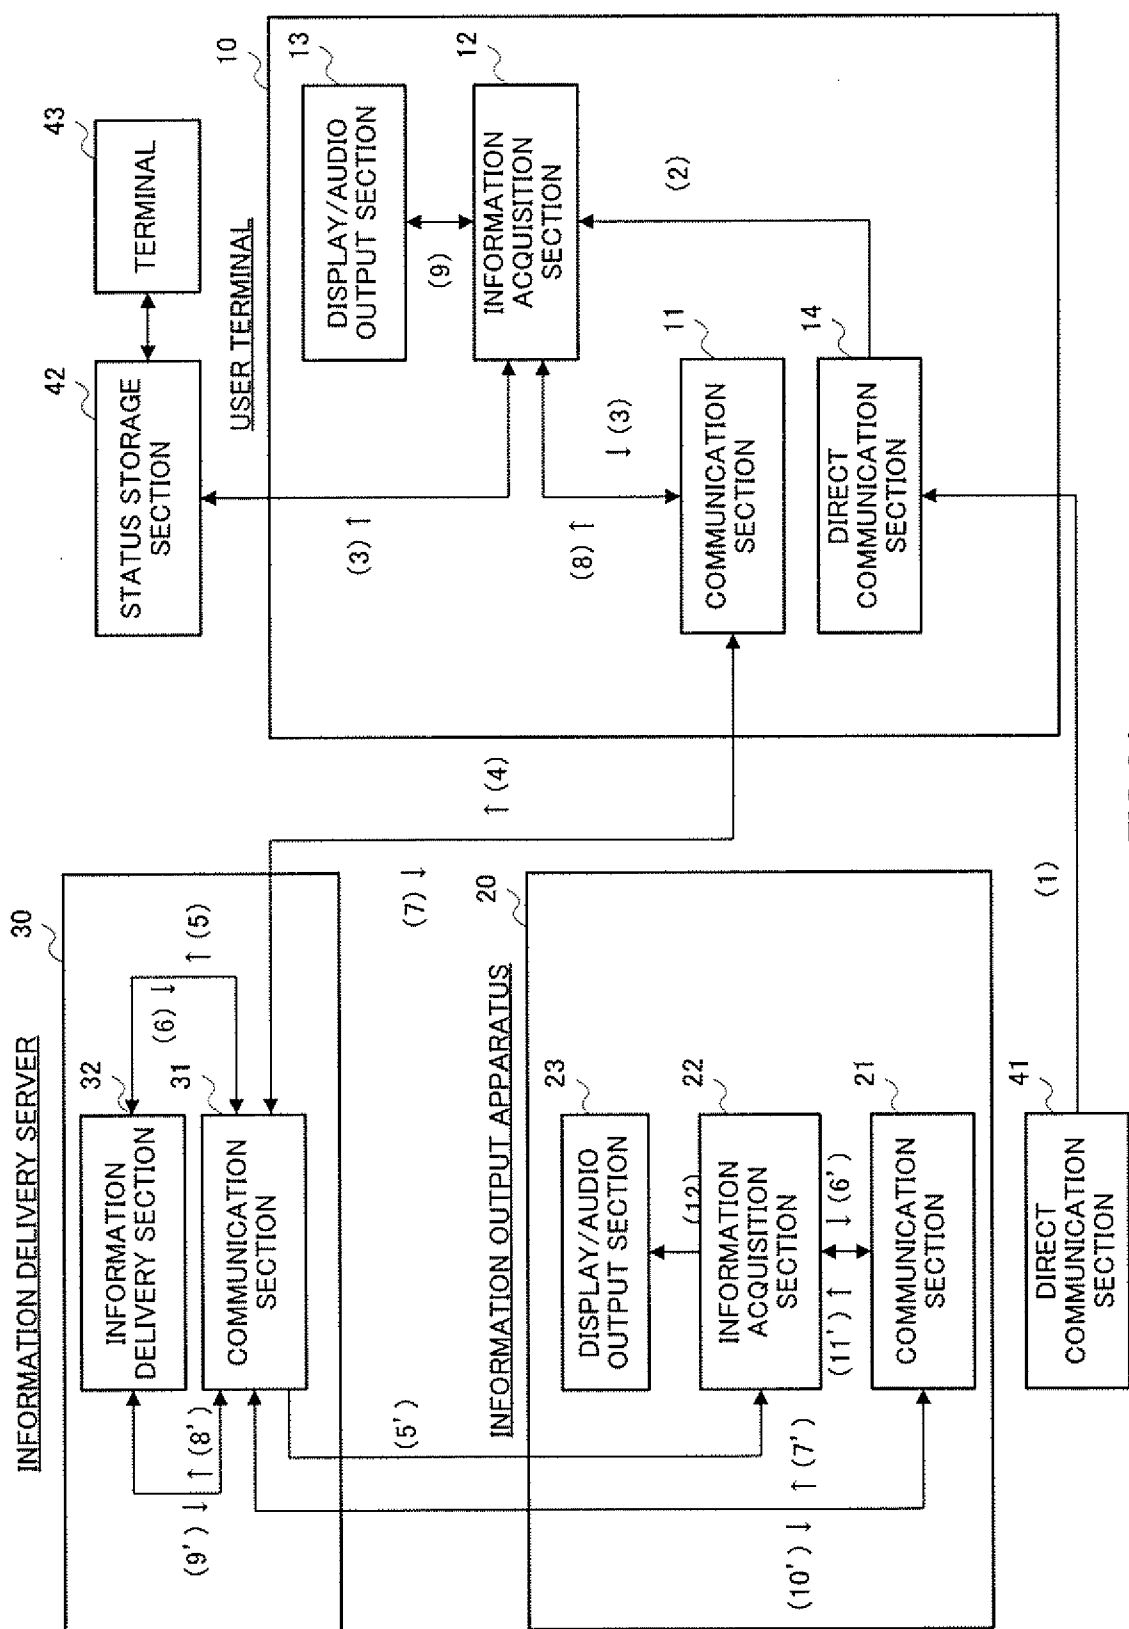 INFORMATION DELIVERY SERVER
30
INFORMATION
DELIVERY SECTION
32
COMMUNICATION
SECTION
31
(6) ↓
↑ (5)
(9') ↓
↑ (8')
(5')
(7) ↓
↑ (4)
INFORMATION OUTPUT APPARATUS
20
DISPLAY/AUDIO
OUTPUT SECTION
23
(12)
INFORMATION
ACQUISITION
SECTION
22
(11') ↑
↓ (6')
COMMUNICATION
SECTION
21
(10') ↓
↑ (7')
DIRECT
COMMUNICATION
SECTION
41
(1)
STATUS STORAGE
SECTION
42
TERMINAL
43
USER TERMINAL
10
DISPLAY/AUDIO
OUTPUT SECTION
13
(9)
INFORMATION
ACQUISITION
SECTION
12
(3) ↑
(8) ↑
↓ (3)
(2)
COMMUNICATION
SECTION
11
DIRECT
COMMUNICATION
SECTION
14